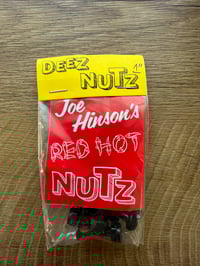 DEEZ
NUTZ 1"
Joe
Hinson's
RED HOT
NUTZ